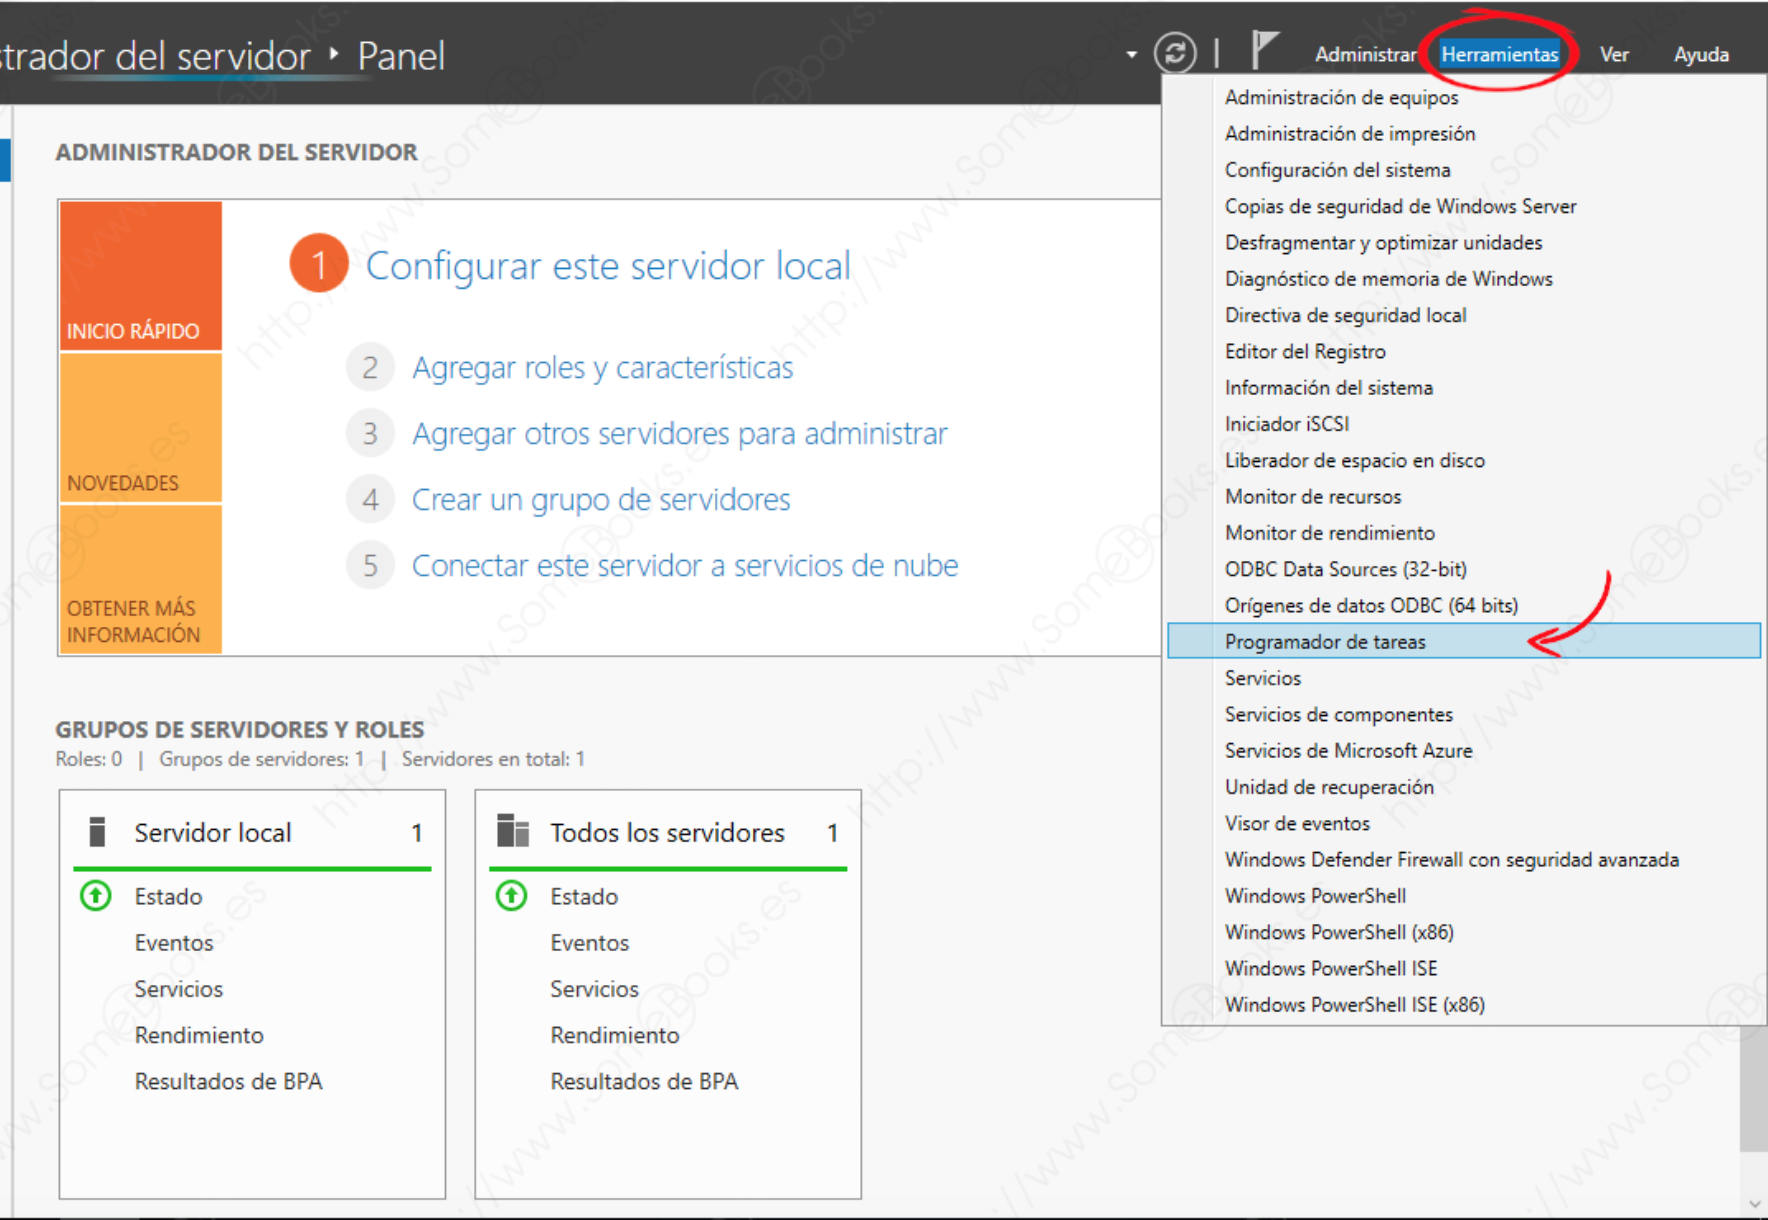 strador del servidor ‣ Panel
Administrar
Herramientas
Ver
Ayuda
ADMINISTRADOR DEL SERVIDOR
INICIO RÁPIDO
NOVEDADES
OBTENER MÁS
INFORMACIÓN
1 Configurar este servidor local
2 Agregar roles y características
3 Agregar otros servidores para administrar
4 Crear un grupo de servidores
5 Conectar este servidor a servicios de nube
Administración de equipos
Administración de impresión
Configuración del sistema
Copias de seguridad de Windows Server
Desfragmentar y optimizar unidades
Diagnóstico de memoria de Windows
Directiva de seguridad local
Editor del Registro
Información del sistema
Iniciador iSCSI
Liberador de espacio en disco
Monitor de recursos
Monitor de rendimiento
ODBC Data Sources (32-bit)
Orígenes de datos ODBC (64 bits)
Programador de tareas
Servicios
Servicios de componentes
Servicios de Microsoft Azure
Unidad de recuperación
Visor de eventos
Windows Defender Firewall con seguridad avanzada
Windows PowerShell
Windows PowerShell (x86)
Windows PowerShell ISE
Windows PowerShell ISE (x86)
GRUPOS DE SERVIDORES Y ROLES
Roles: 0 | Grupos de servidores: 1 | Servidores en total: 1
Servidor local 1
Estado
Eventos
Servicios
Rendimiento
Resultados de BPA
Todos los servidores 1
Estado
Eventos
Servicios
Rendimiento
Resultados de BPA
http://www.SomeBooks.es